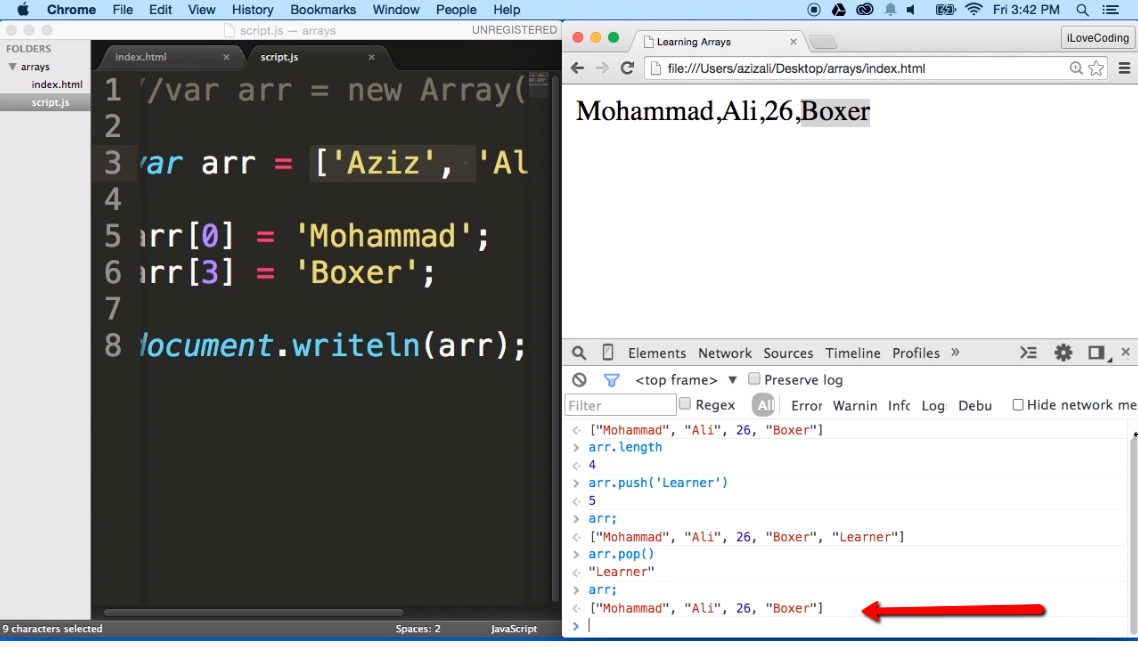 Chrome File Edit View History Bookmarks Window People Help Fri 3:42 PM
script.js — arrays UNREGISTERED
FOLDERS
arrays
index.html
script.js
index.html × script.js ×
1 //var arr = new Array(
2
3 var arr = ['Aziz', 'Al
4
5 arr[0] = 'Mohammad';
6 arr[3] = 'Boxer';
7
8 document.writeln(arr);
9 characters selected Spaces: 2 JavaScript
Learning Arrays × iLoveCoding
file:///Users/azizali/Desktop/arrays/index.html
Mohammad,Ali,26,Boxer
Elements Network Sources Timeline Profiles » ×
<top frame> ▼ Preserve log
Filter Regex All Error Warnin Info Log Debu Hide network me
["Mohammad", "Ali", 26, "Boxer"]
> arr.length
4
> arr.push('Learner')
5
> arr;
["Mohammad", "Ali", 26, "Boxer", "Learner"]
> arr.pop()
"Learner"
> arr;
["Mohammad", "Ali", 26, "Boxer"]
>